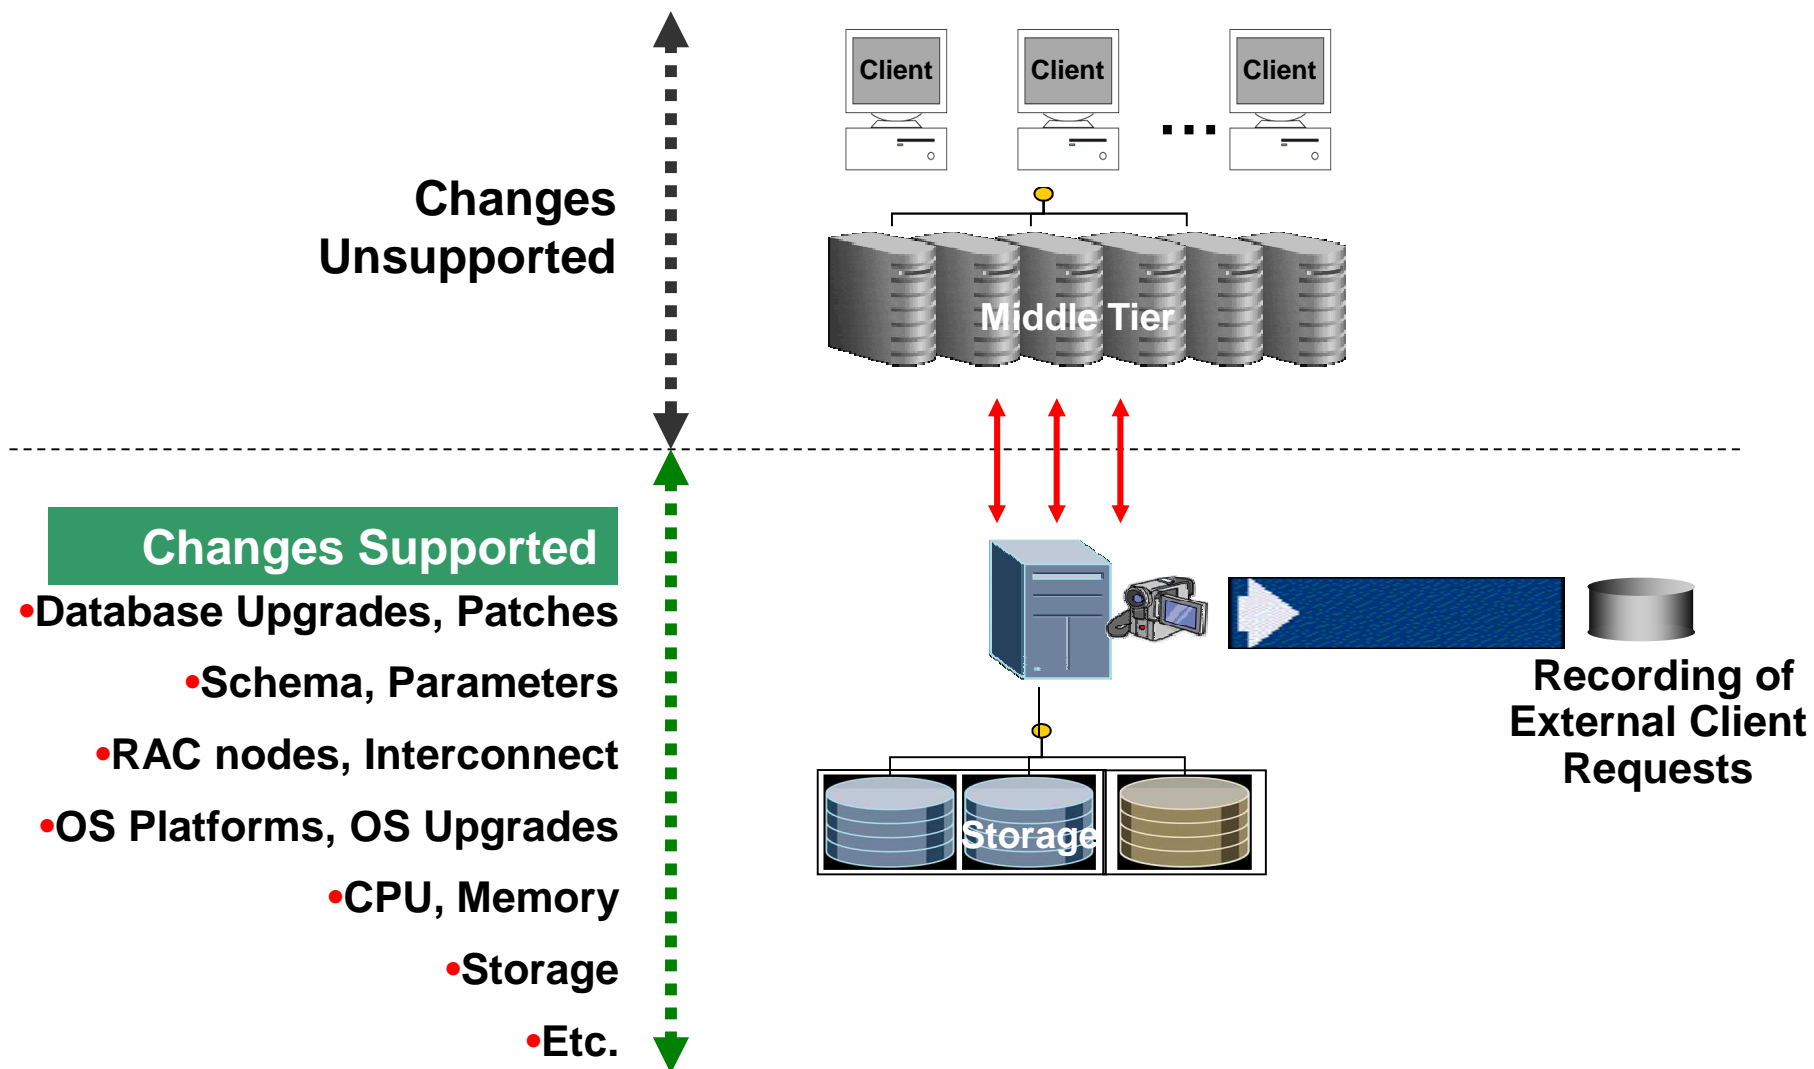 Client
Client
...
Client
Changes
Unsupported
Middle Tier
Changes Supported
•Database Upgrades, Patches
•Schema, Parameters
•RAC nodes, Interconnect
•OS Platforms, OS Upgrades
•CPU, Memory
•Storage
•Etc.
Storage
Recording of
External Client
Requests